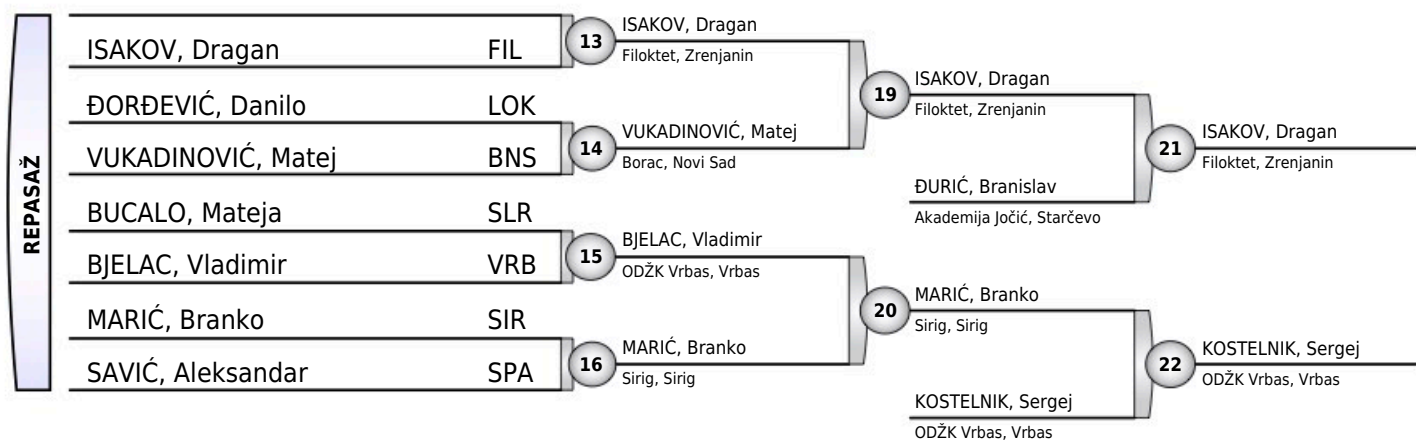 REPASAŽ
ISAKOV, Dragan FIL
ĐORĐEVIĆ, Danilo LOK
VUKADINOVIĆ, Matej BNS
BUCALO, Mateja SLR
BJELAC, Vladimir VRB
MARIĆ, Branko SIR
SAVIĆ, Aleksandar SPA
13
ISAKOV, Dragan
Filoktet, Zrenjanin
14
VUKADINOVIĆ, Matej
Borac, Novi Sad
15
BJELAC, Vladimir
ODŽK Vrbas, Vrbas
16
MARIĆ, Branko
Sirig, Sirig
19
ISAKOV, Dragan
Filoktet, Zrenjanin
ĐURIĆ, Branislav
Akademija Jočić, Starčevo
20
MARIĆ, Branko
Sirig, Sirig
KOSTELNIK, Sergej
ODŽK Vrbas, Vrbas
21
ISAKOV, Dragan
Filoktet, Zrenjanin
22
KOSTELNIK, Sergej
ODŽK Vrbas, Vrbas